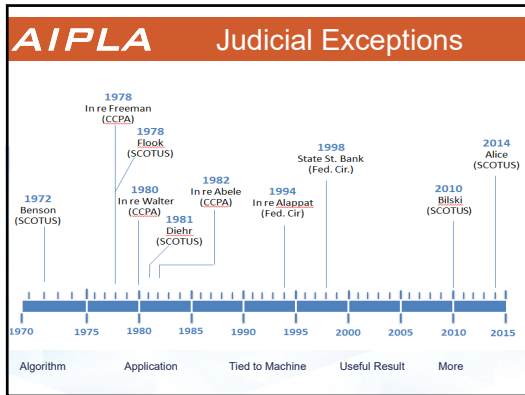 AIPLA Judicial Exceptions
1978
In re Freeman
(CCPA)
1978
Flook
(SCOTUS)
1998
State St. Bank
(Fed. Cir.)
2014
Alice
(SCOTUS)
1982
In re Abele
(CCPA)
1972
Benson
(SCOTUS)
1980
In re Walter
(CCPA)
1981
Diehr
(SCOTUS)
1994
In re Alappat
(Fed. Cir)
2010
Bilski
(SCOTUS)
1970 1975 1980 1985 1990 1995 2000 2005 2010 2015
Algorithm Application Tied to Machine Useful Result More